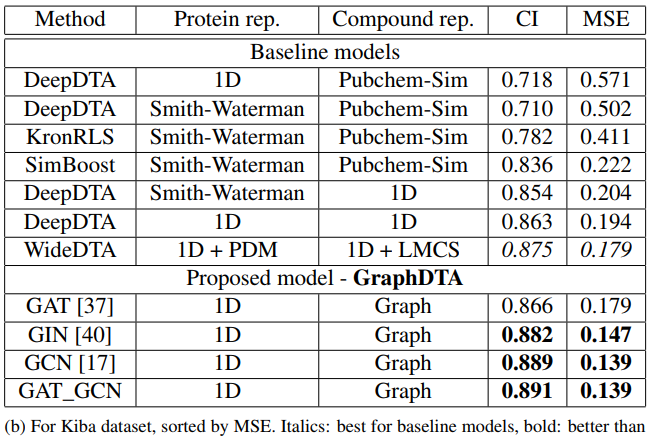 Method Protein rep. Compound rep. CI MSE
Baseline models
DeepDTA 1D Pubchem-Sim 0.718 0.571
DeepDTA Smith-Waterman Pubchem-Sim 0.710 0.502
KronRLS Smith-Waterman Pubchem-Sim 0.782 0.411
SimBoost Smith-Waterman Pubchem-Sim 0.836 0.222
DeepDTA Smith-Waterman 1D 0.854 0.204
DeepDTA 1D 1D 0.863 0.194
WideDTA 1D + PDM 1D + LMCS 0.875 0.179
Proposed model - GraphDTA
GAT [37] 1D Graph 0.866 0.179
GIN [40] 1D Graph 0.882 0.147
GCN [17] 1D Graph 0.889 0.139
GAT_GCN 1D Graph 0.891 0.139
(b) For Kiba dataset, sorted by MSE. Italics: best for baseline models, bold: better than